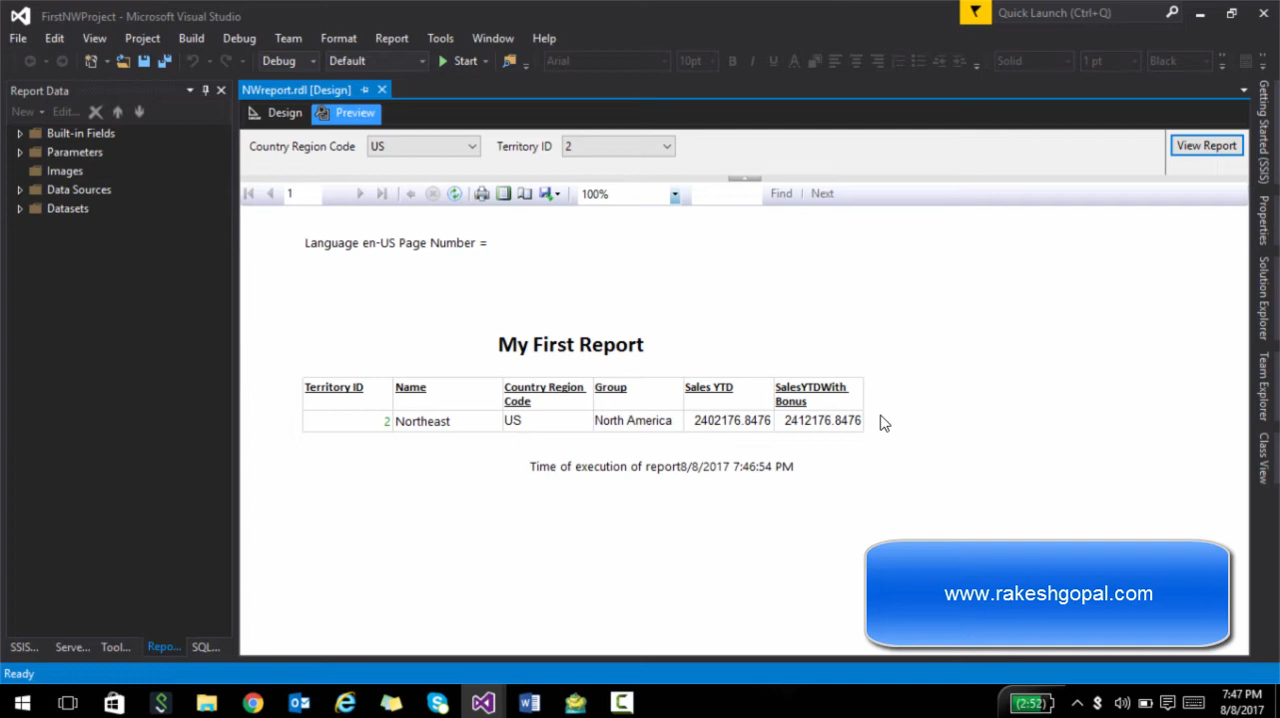 FirstNWProject - Microsoft Visual Studio
Quick Launch (Ctrl+Q)
File Edit View Project Build Debug Team Format Report Tools Window Help
Debug Default Start Arial 10pt B I U A Solid 1 pt Black
Report Data
NWreport.rdl [Design]
New Edit...
Design Preview
Built-in Fields
Parameters
Images
Data Sources
Datasets
Country Region Code US Territory ID 2 View Report
1 100% Find | Next
Language en-US Page Number =
My First Report
Territory ID Name Country Region Code Group Sales YTD SalesYTDWith Bonus
2 Northeast US North America 2402176.8476 2412176.8476
Time of execution of report8/8/2017 7:46:54 PM
www.rakeshgopal.com
Getting Started (SSIS)
Properties
Solution Explorer
Team Explorer
Class View
SSIS... Serve... Tool... Repo... SQL...
Ready
(2:52)
7:47 PM
8/8/2017